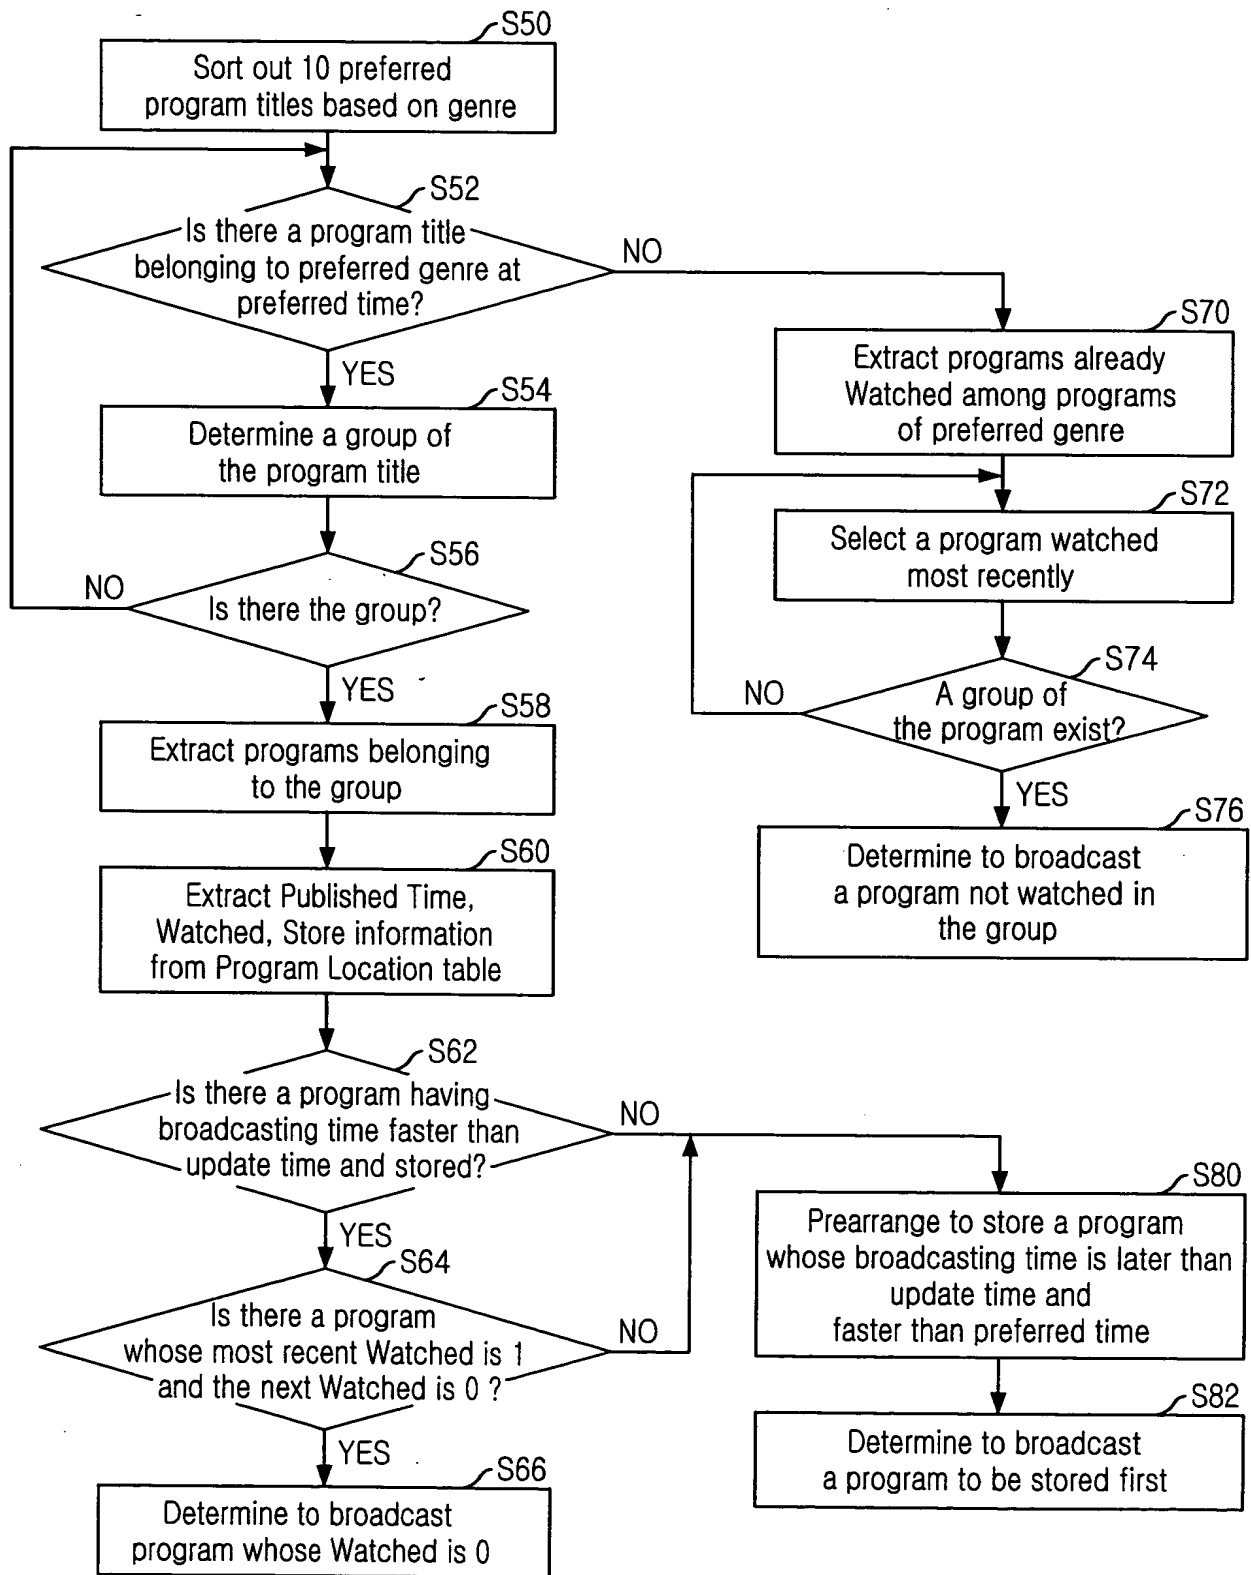 S50
Sort out 10 preferred
program titles based on genre
S52
Is there a program title
belonging to preferred genre at
preferred time?
NO
YES
S54
Determine a group of
the program title
S56
Is there the group?
NO
YES
S58
Extract programs belonging
to the group
S60
Extract Published Time,
Watched, Store information
from Program Location table
S62
Is there a program having
broadcasting time faster than
update time and stored?
NO
YES
S64
Is there a program
whose most recent Watched is 1
and the next Watched is 0 ?
NO
YES
S66
Determine to broadcast
program whose Watched is 0
S70
Extract programs already
Watched among programs
of preferred genre
S72
Select a program watched
most recently
S74
A group of
the program exist?
NO
YES
S76
Determine to broadcast
a program not watched in
the group
S80
Prearrange to store a program
whose broadcasting time is later than
update time and
faster than preferred time
S82
Determine to broadcast
a program to be stored first